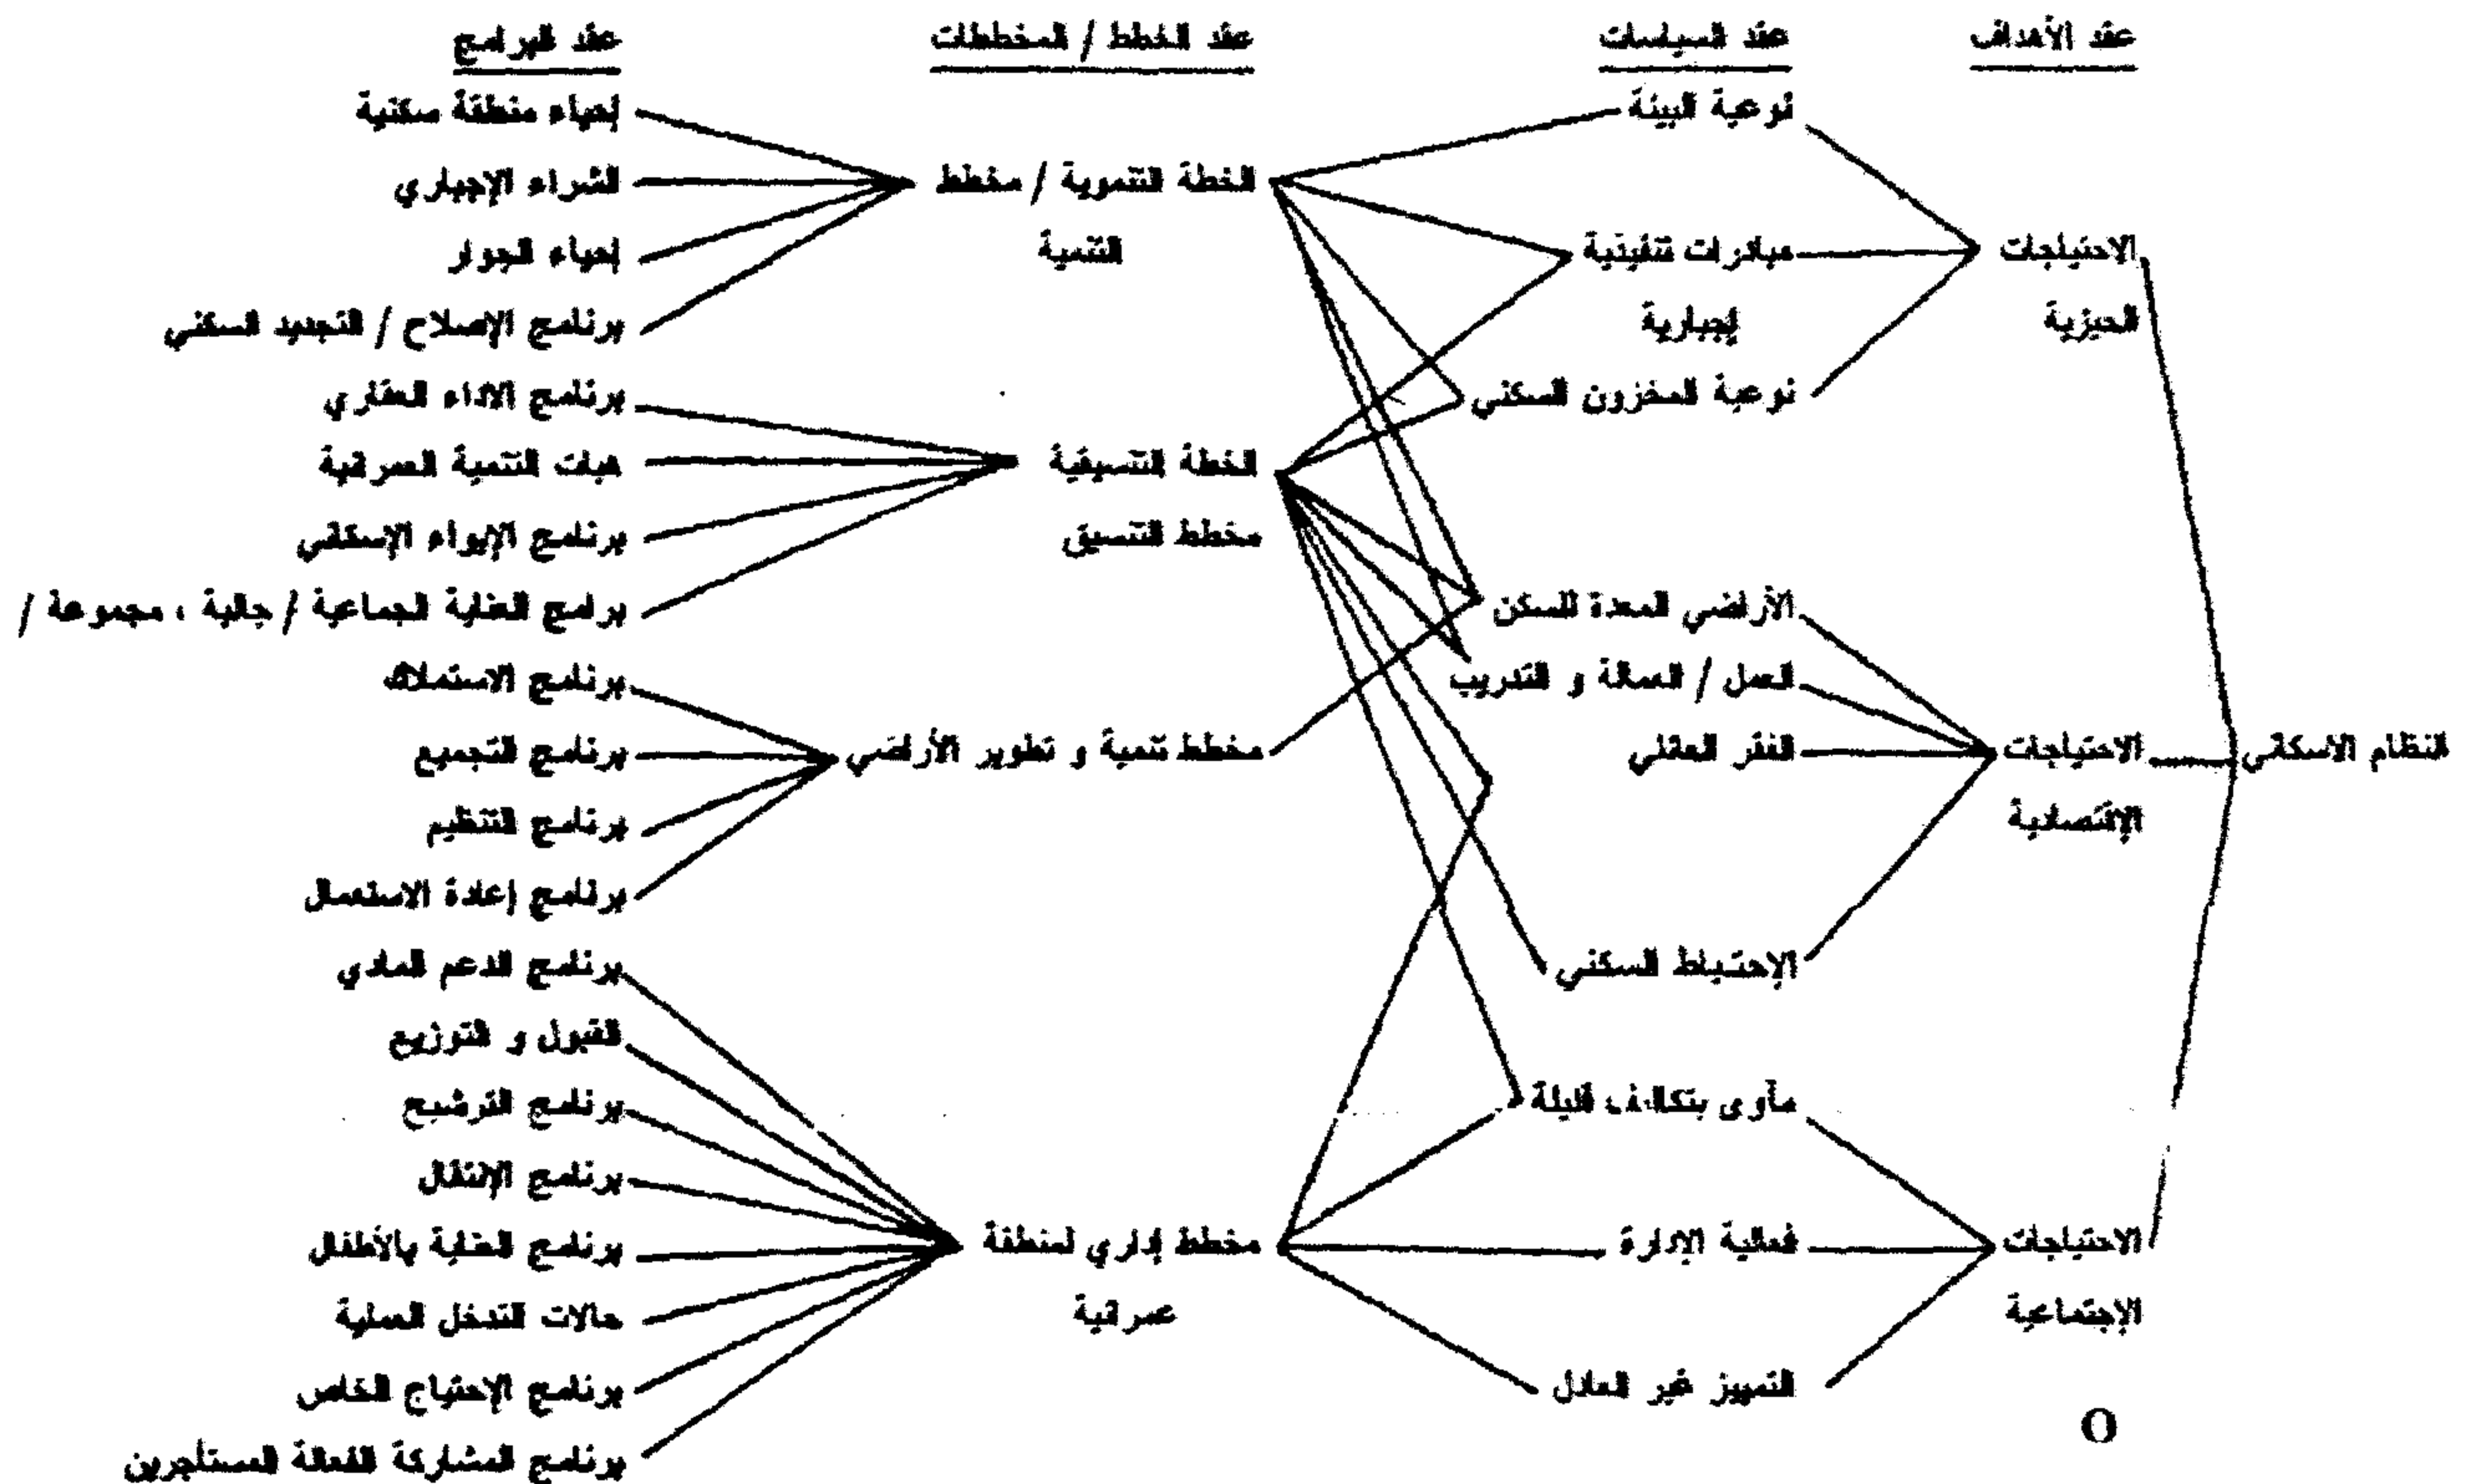 عقد الأهداف
عقد السياسات
عقد الخطط / المخططات
عقد البرامج
النظام الاسكاني
الاحتياجات
الحيزية
الاحتياجات
الإقتصادية
الاحتياجات
الإجتماعية
نوعية البيئة
مبادرات تنفيذية
إجبارية
نوعية المخزون السكني
الأراضي المعدة للسكن
العمل / العمالة و التدريب
الفقر العائلي
الإحتياط السكني
مأوى بتكاليف قليلة
فعالية الإدارة
التمييز غير العادل
الخطة التنموية / مخطط
التنمية
الخطة التنسيقية
مخطط التنسيق
مخطط تنمية و تطوير الأراضي
مخطط إداري لمنطقة
عمرانية
إحياء منطقة سكنية
الشراء الإجباري
إحياء الجوار
برنامج الإصلاح / التجديد السكني
برنامج الاداء العقاري
هبات التنمية العمرانية
برنامج الإيواء الإسكاني
برامج العناية الجماعية / جالية ، مجموعة /
برنامج الاستملاك
برنامج التجميع
برنامج التنظيم
برنامج إعادة الاستعمال
برنامج الدعم المادي
القبول و التوزيع
برنامج الترشيح
برنامج الإنتقال
برنامج العناية بالأطفال
حالات التدخل العملية
برنامج الإحتياج الخاص
برنامج المشاركة الفعالة المستأجرين
O